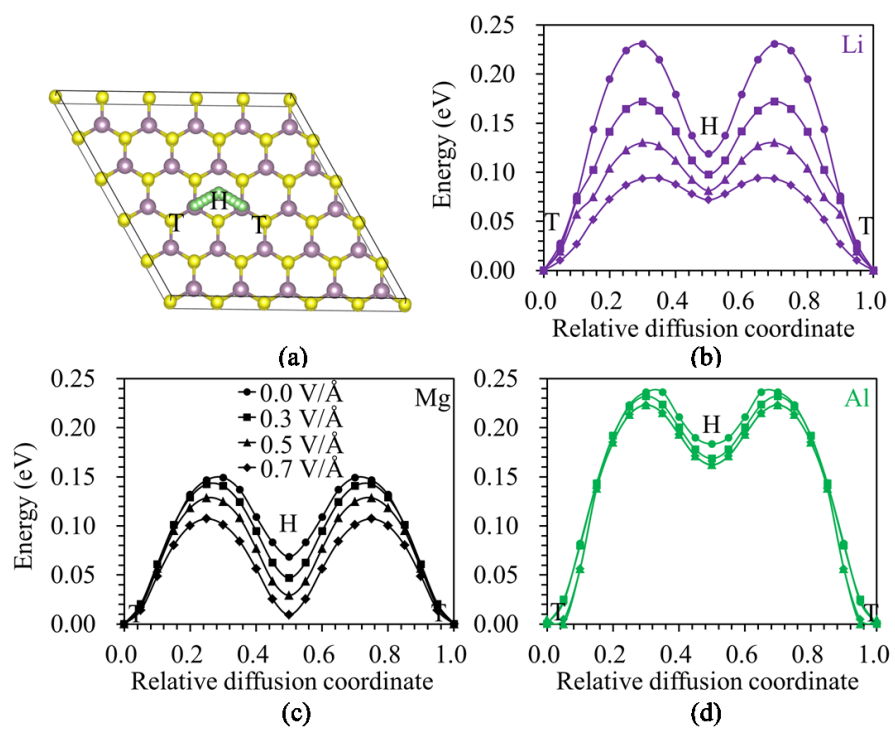 H
T
T
(a)
Li
0.25
0.20
0.15
0.10
0.05
0.00
Energy (eV)
H
T
T
0.0 0.2 0.4 0.6 0.8 1.0
Relative diffusion coordinate
(b)
Mg
0.25
0.20
0.15
0.10
0.05
0.00
Energy (eV)
0.0 V/Å
0.3 V/Å
0.5 V/Å
0.7 V/Å
H
T
T
0.0 0.2 0.4 0.6 0.8 1.0
Relative diffusion coordinate
(c)
Al
0.25
0.20
0.15
0.10
0.05
0.00
Energy (eV)
H
T
T
0.0 0.2 0.4 0.6 0.8 1.0
Relative diffusion coordinate
(d)